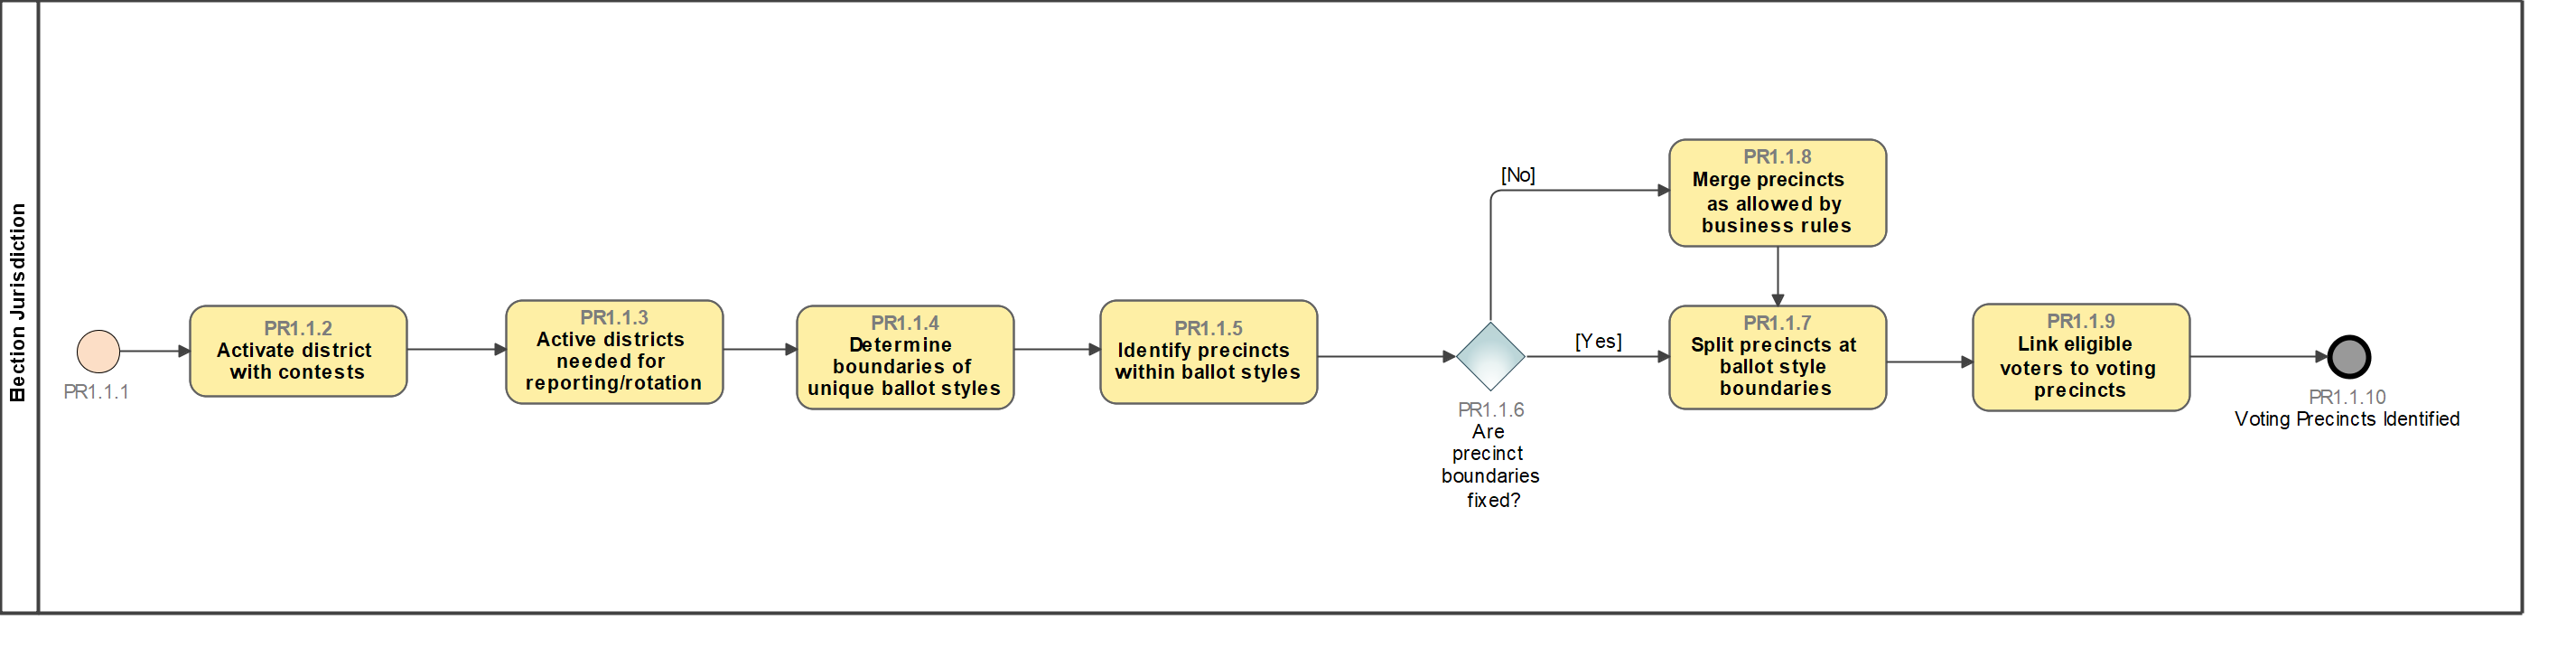 Election Jurisdiction
PR1.1.1
PR1.1.2
Activate district
with contests
PR1.1.3
Active districts
needed for
reporting/rotation
PR1.1.4
Determine
boundaries of
unique ballot styles
PR1.1.5
Identify precincts
within ballot styles
PR1.1.6
Are
precinct
boundaries
fixed?
[No]
[Yes]
PR1.1.8
Merge precincts
as allowed by
business rules
PR1.1.7
Split precincts at
ballot style
boundaries
PR1.1.9
Link eligible
voters to voting
precincts
PR1.1.10
Voting Precincts Identified